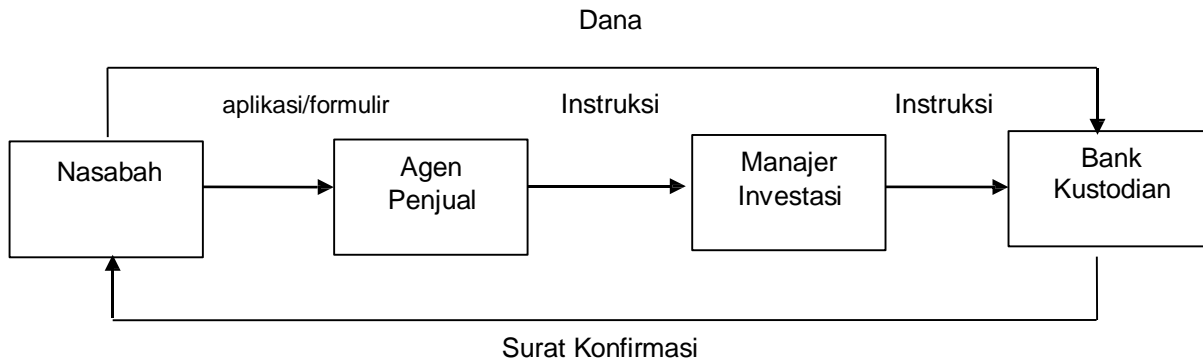 Dana
aplikasi/formulir
Instruksi
Instruksi
Nasabah
Agen
Penjual
Manajer
Investasi
Bank
Kustodian
Surat Konfirmasi